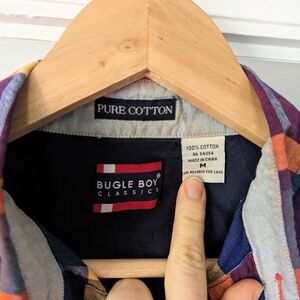 PURE COTTON
BUGLE BOY®
CLASSICS
100% COTTON
RN 54054
MADE IN CHINA
M
SEE REVERSE FOR CARE